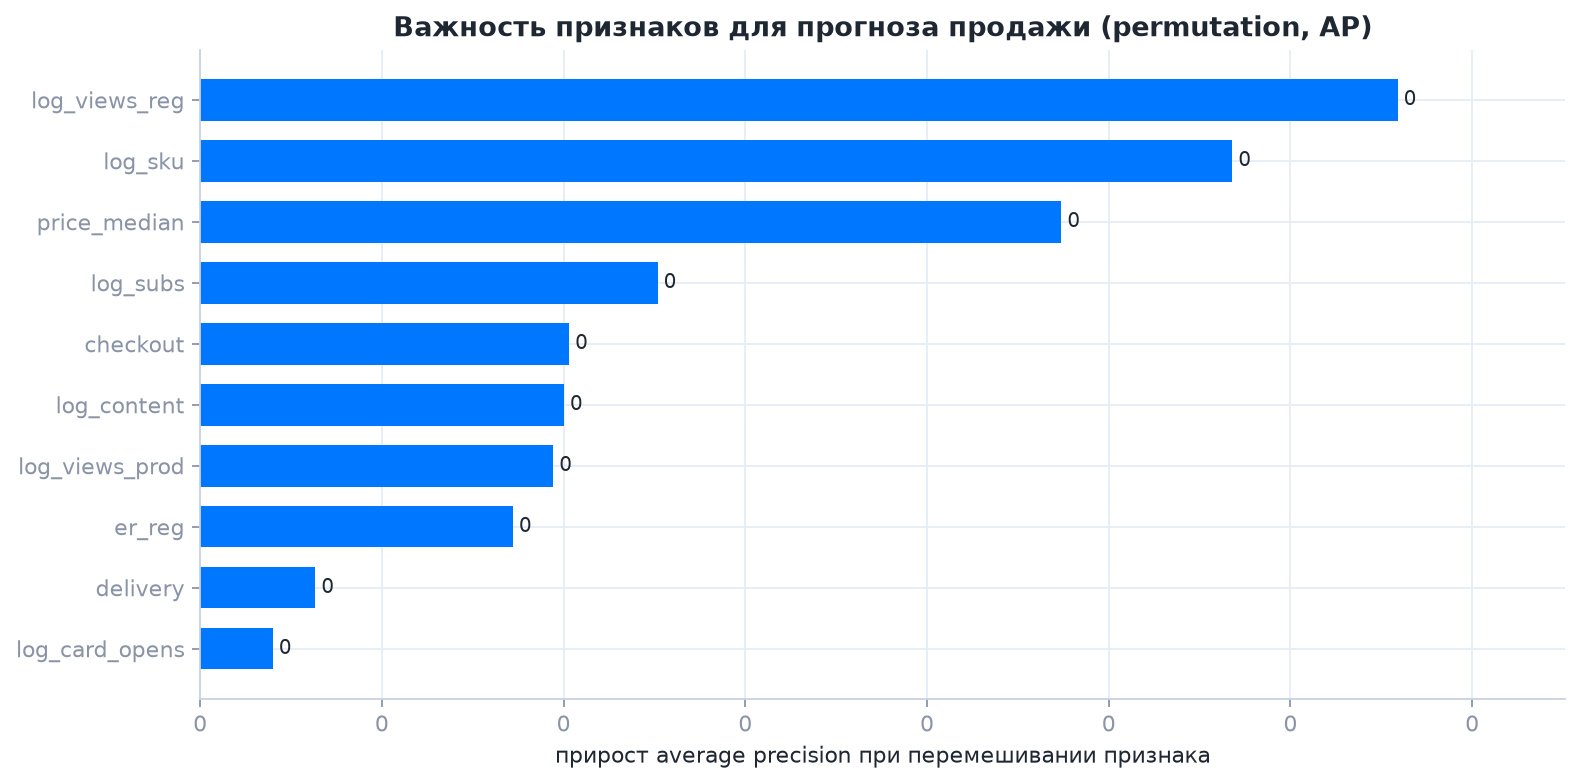 Важность признаков для прогноза продажи (permutation, AP)
log_views_reg 0
log_sku 0
price_median 0
log_subs 0
checkout 0
log_content 0
log_views_prod 0
er_reg 0
delivery 0
log_card_opens 0
0 0 0 0 0 0 0 0
прирост average precision при перемешивании признака